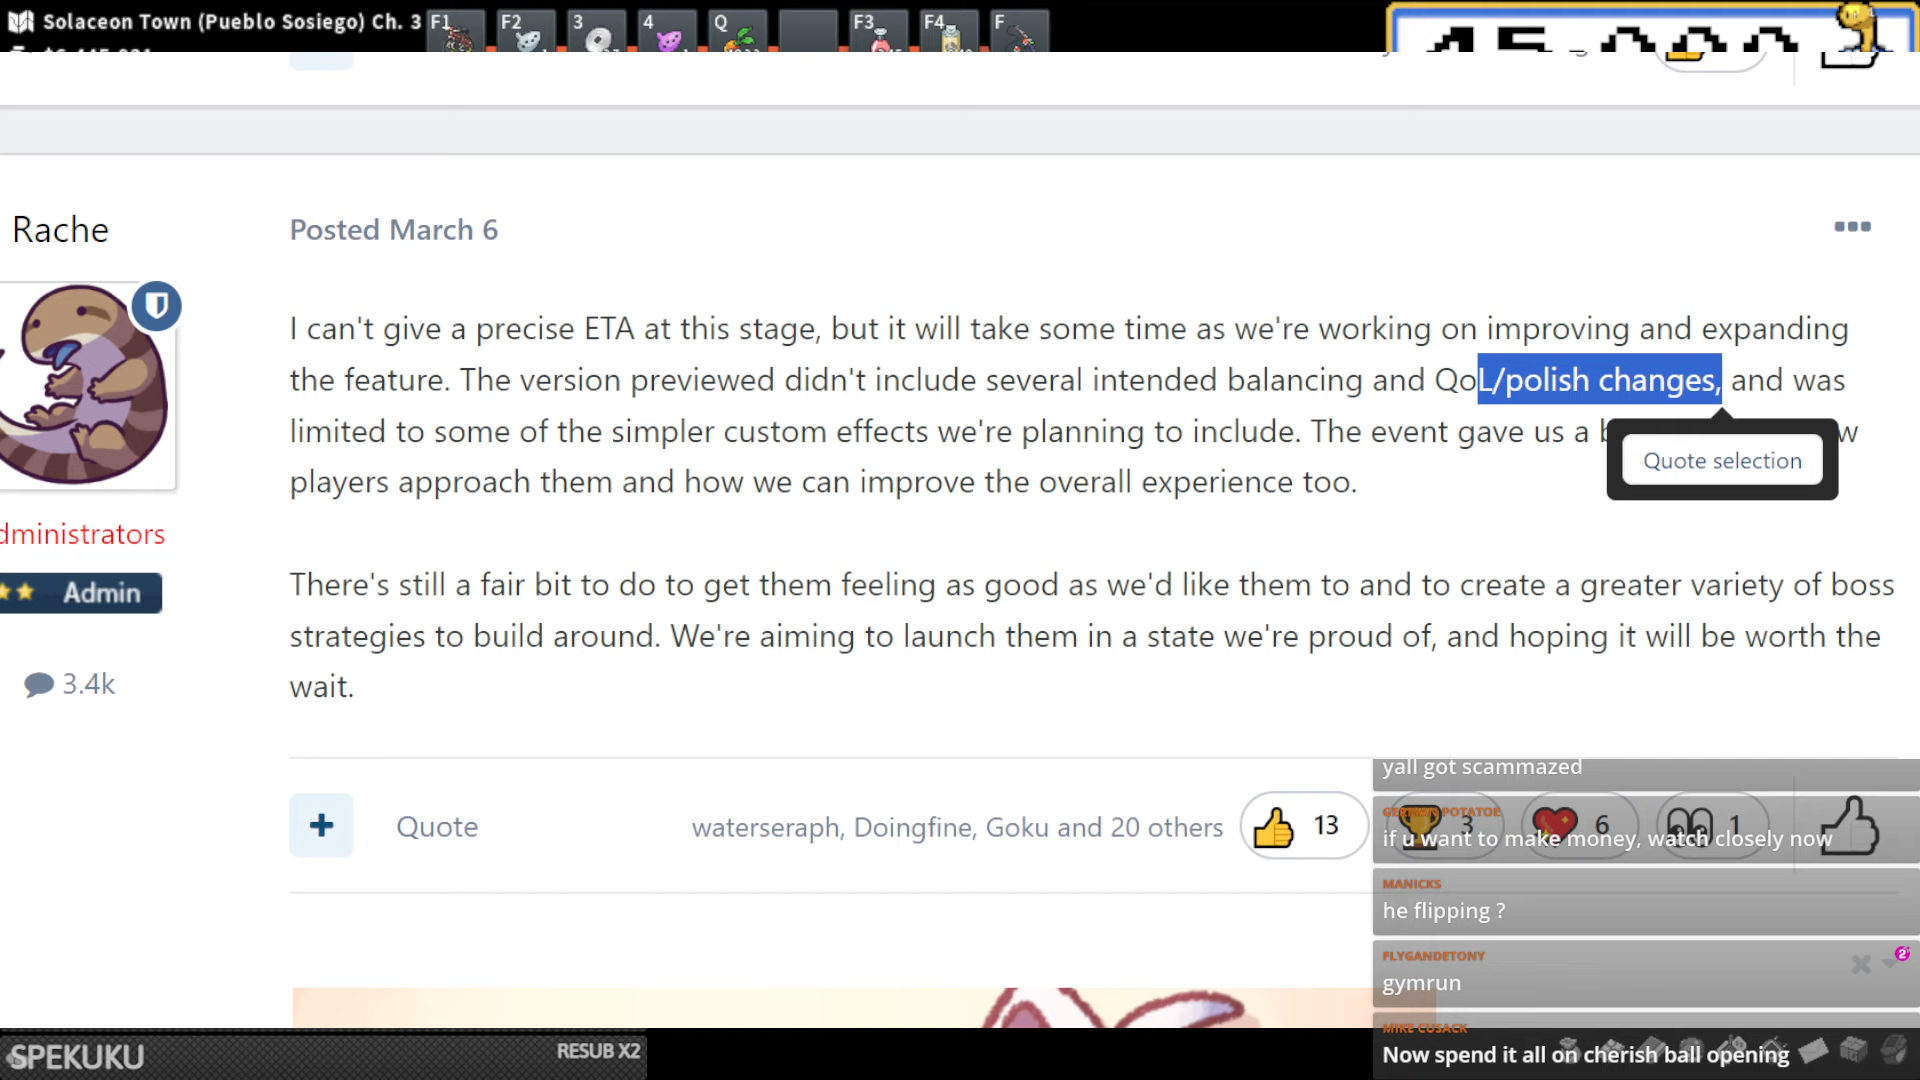 Solaceon Town (Pueblo Sosiego) Ch. 3
F1
F2
3
4
Q
F3
F4
F
Rache
Posted March 6
I can't give a precise ETA at this stage, but it will take some time as we're working on improving and expanding
the feature. The version previewed didn't include several intended balancing and QoL/polish changes, and was
limited to some of the simpler custom effects we're planning to include. The event gave us a
players approach them and how we can improve the overall experience too.
Quote selection
dministrators
Admin
3.4k
There's still a fair bit to do to get them feeling as good as we'd like them to and to create a greater variety of boss
strategies to build around. We're aiming to launch them in a state we're proud of, and hoping it will be worth the
wait.
Quote
waterseraph, Doingfine, Goku and 20 others
13
3
6
1
yall got scammazed
GERMAN POTATOE
if u want to make money, watch closely now
MANICKS
he flipping ?
FLYGANDETONY
gymrun
2
MIKE CUSACK
Now spend it all on cherish ball opening
SPEKUKU
RESUB X2